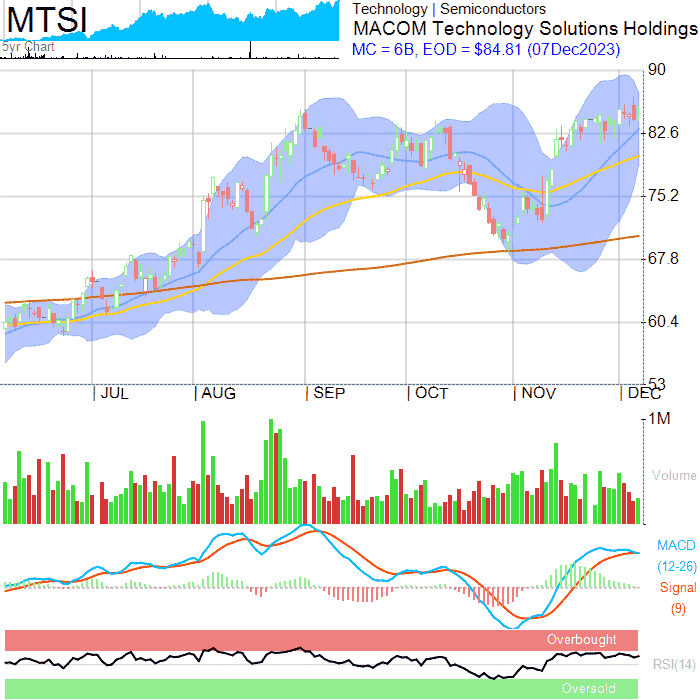 MTSI
5yr Chart
Technology | Semiconductors
MACOM Technology Solutions Holdings
MC = 6B, EOD = $84.81 (07Dec2023)
90
82.6
75.2
67.8
60.4
53
JUL
AUG
SEP
OCT
NOV
DEC
1M
Volume
MACD
(12-26)
Signal
(9)
Overbought
RSI(14)
Oversold